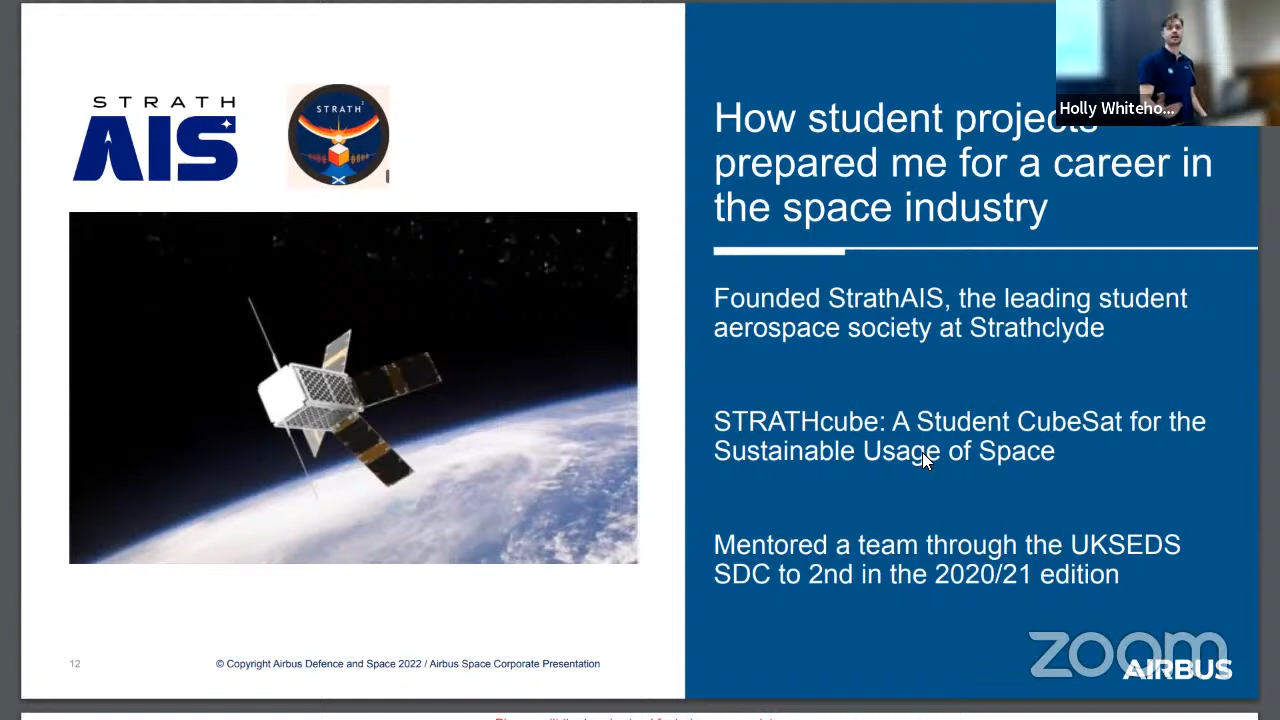 STRATH
AIS
STRATH²
Holly Whiteho...
How student projects
prepared me for a career in
the space industry
Founded StrathAIS, the leading student
aerospace society at Strathclyde
STRATHcube: A Student CubeSat for the
Sustainable Usage of Space
Mentored a team through the UKSEDS
SDC to 2nd in the 2020/21 edition
12
© Copyright Airbus Defence and Space 2022 / Airbus Space Corporate Presentation
zoom
AIRBUS